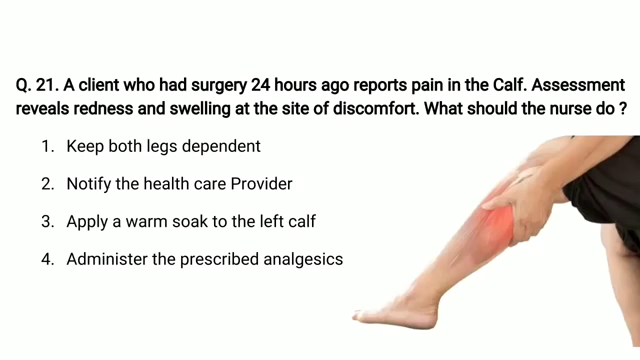 Q. 21. A client who had surgery 24 hours ago reports pain in the Calf. Assessment
reveals redness and swelling at the site of discomfort. What should the nurse do ?
1. Keep both legs dependent
2. Notify the health care Provider
3. Apply a warm soak to the left calf
4. Administer the prescribed analgesics